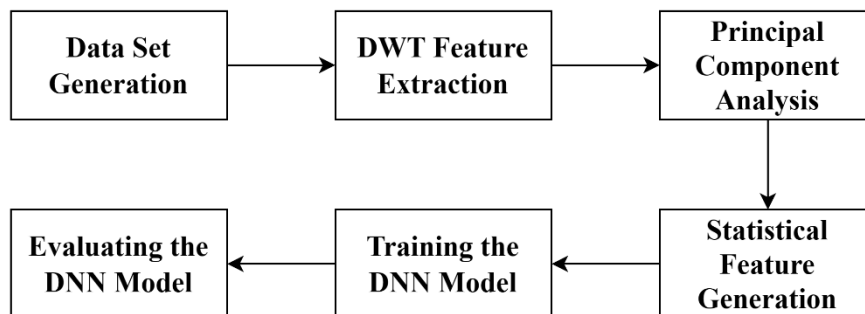 Data Set
Generation
DWT Feature
Extraction
Principal
Component
Analysis
Statistical
Feature
Generation
Training the
DNN Model
Evaluating the
DNN Model